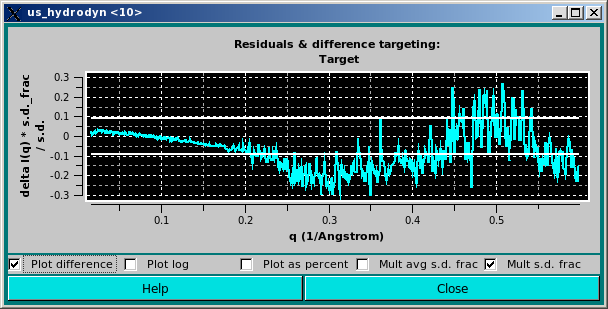 us_hydrodyn <10>
Residuals & difference targeting:
Target
delta I(q) * s.d._frac
/ s.d.
0.3
0.2
0.1
0
-0.1
-0.2
-0.3
0.1 0.2 0.3 0.4 0.5
q (1/Angstrom)
Plot difference Plot log Plot as percent Mult avg s.d. frac Mult s.d. frac
Help Close